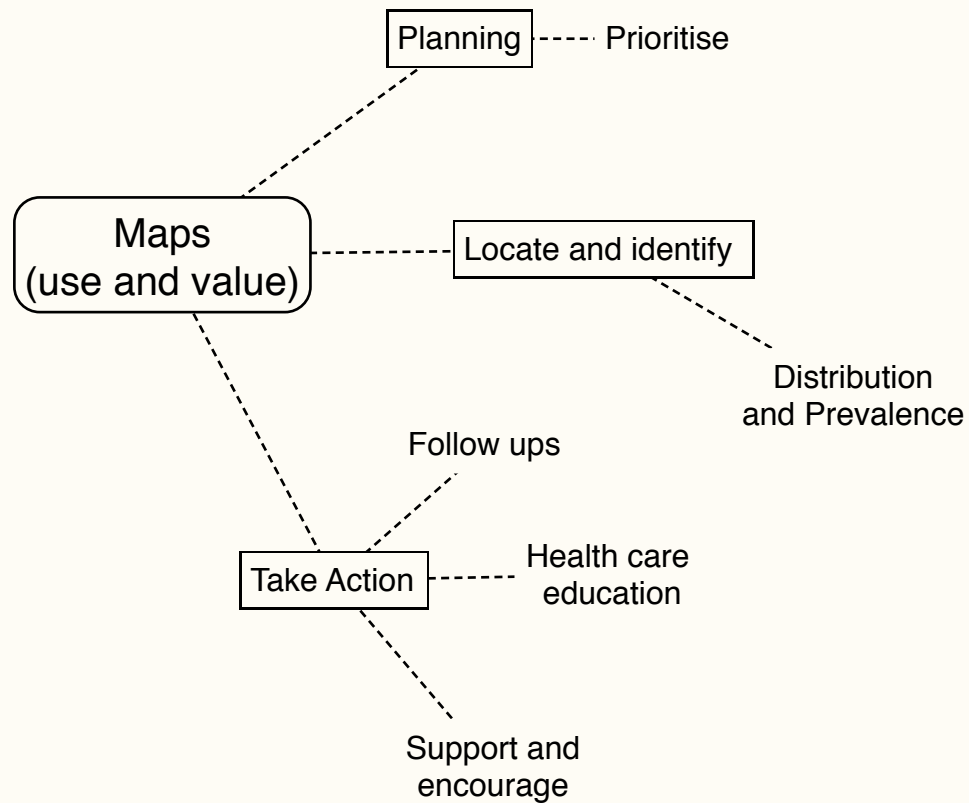 Planning
Prioritise
Maps
(use and value)
Locate and identify
Distribution
and Prevalence
Follow ups
Take Action
Health care
education
Support and
encourage